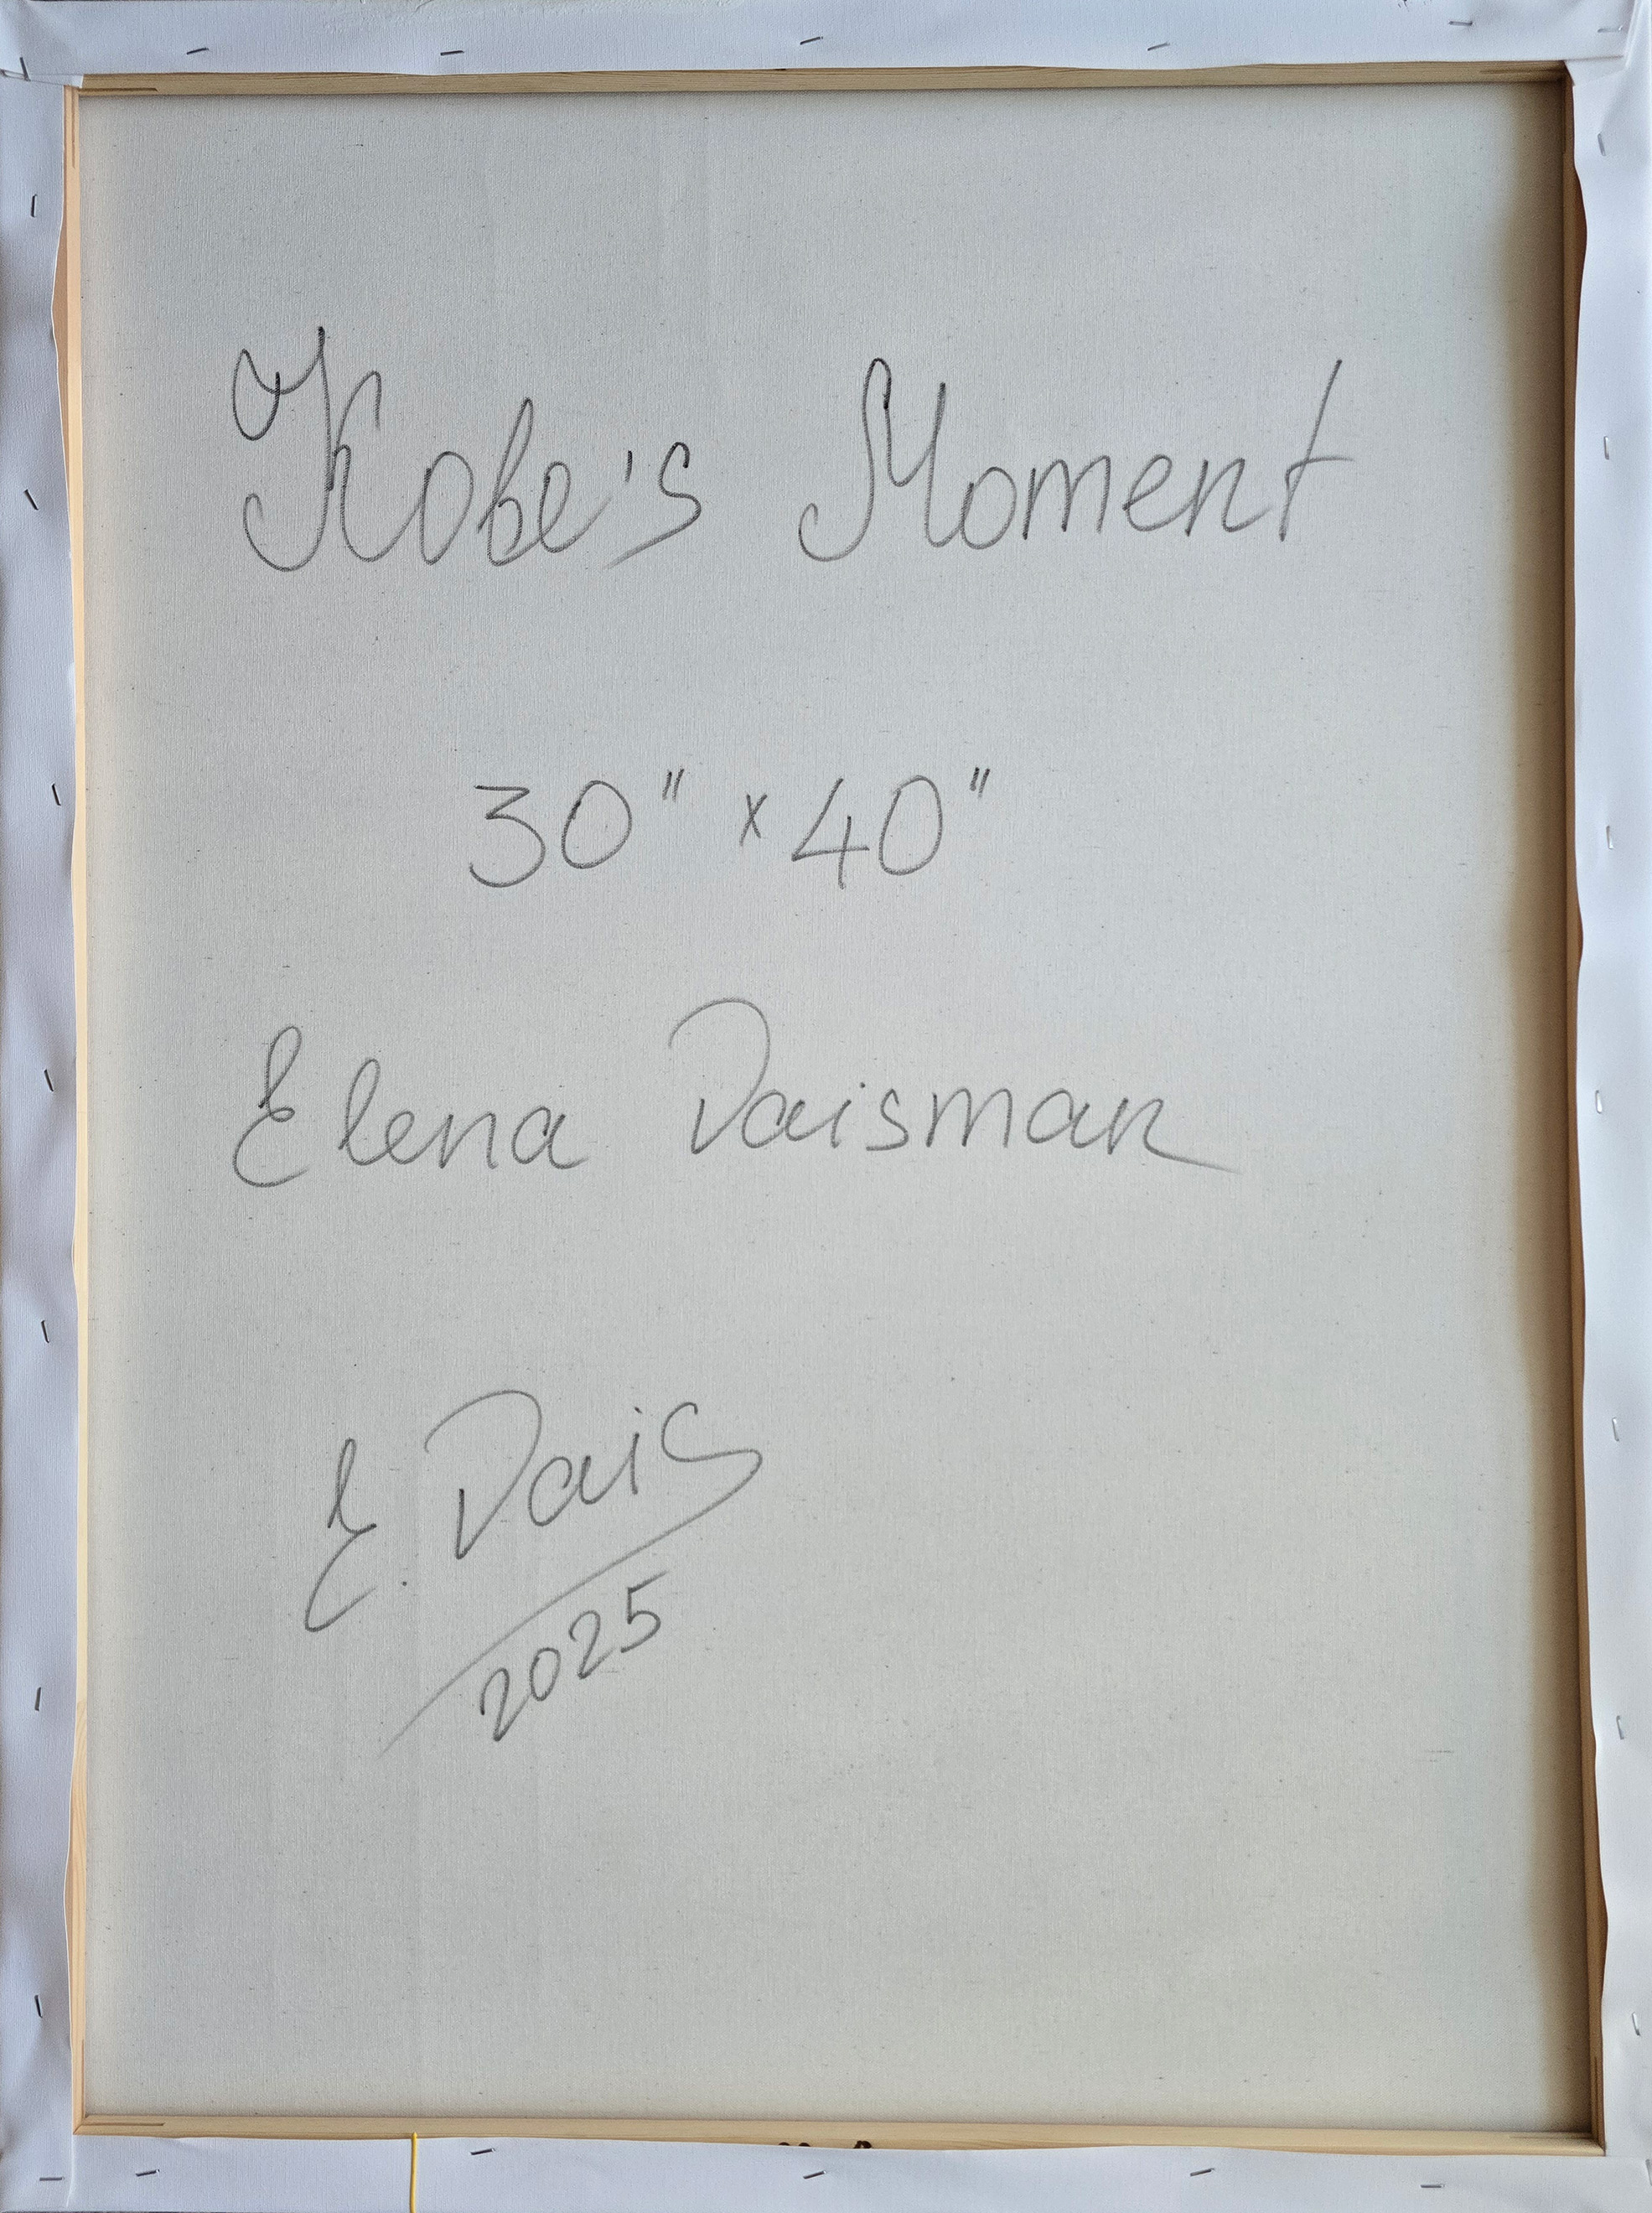 Kobe's Moment
30" x 40"
Elena Daisman
E. Dais
2025